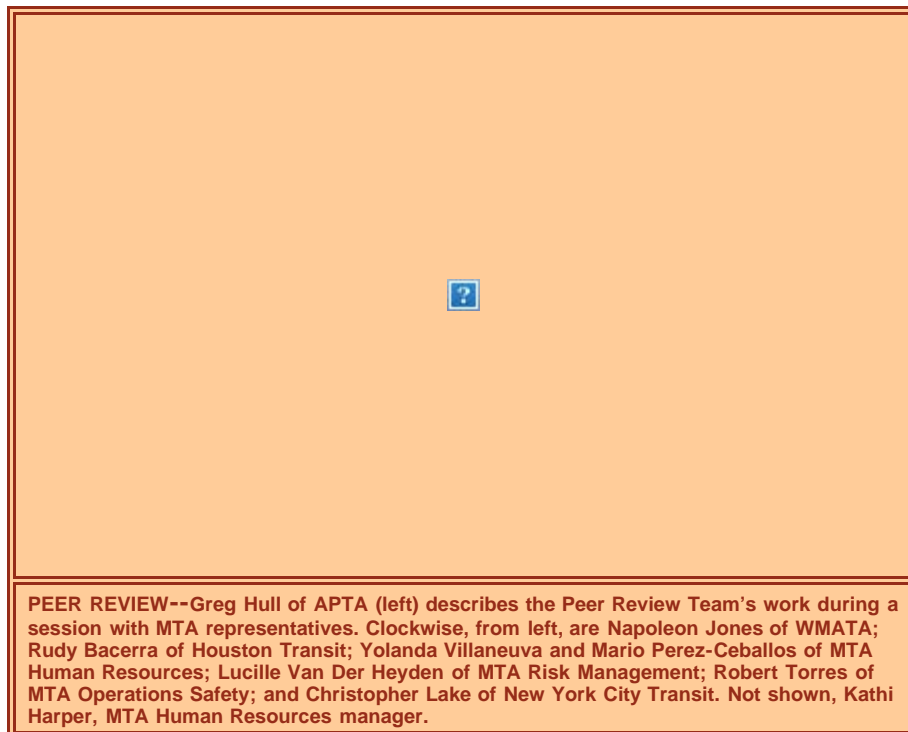 PEER REVIEW--Greg Hull of APTA (left) describes the Peer Review Team's work during a
session with MTA representatives. Clockwise, from left, are Napoleon Jones of WMATA;
Rudy Bacerra of Houston Transit; Yolanda Villaneuva and Mario Perez-Ceballos of MTA
Human Resources; Lucille Van Der Heyden of MTA Risk Management; Robert Torres of
MTA Operations Safety; and Christopher Lake of New York City Transit. Not shown, Kathi
Harper, MTA Human Resources manager.